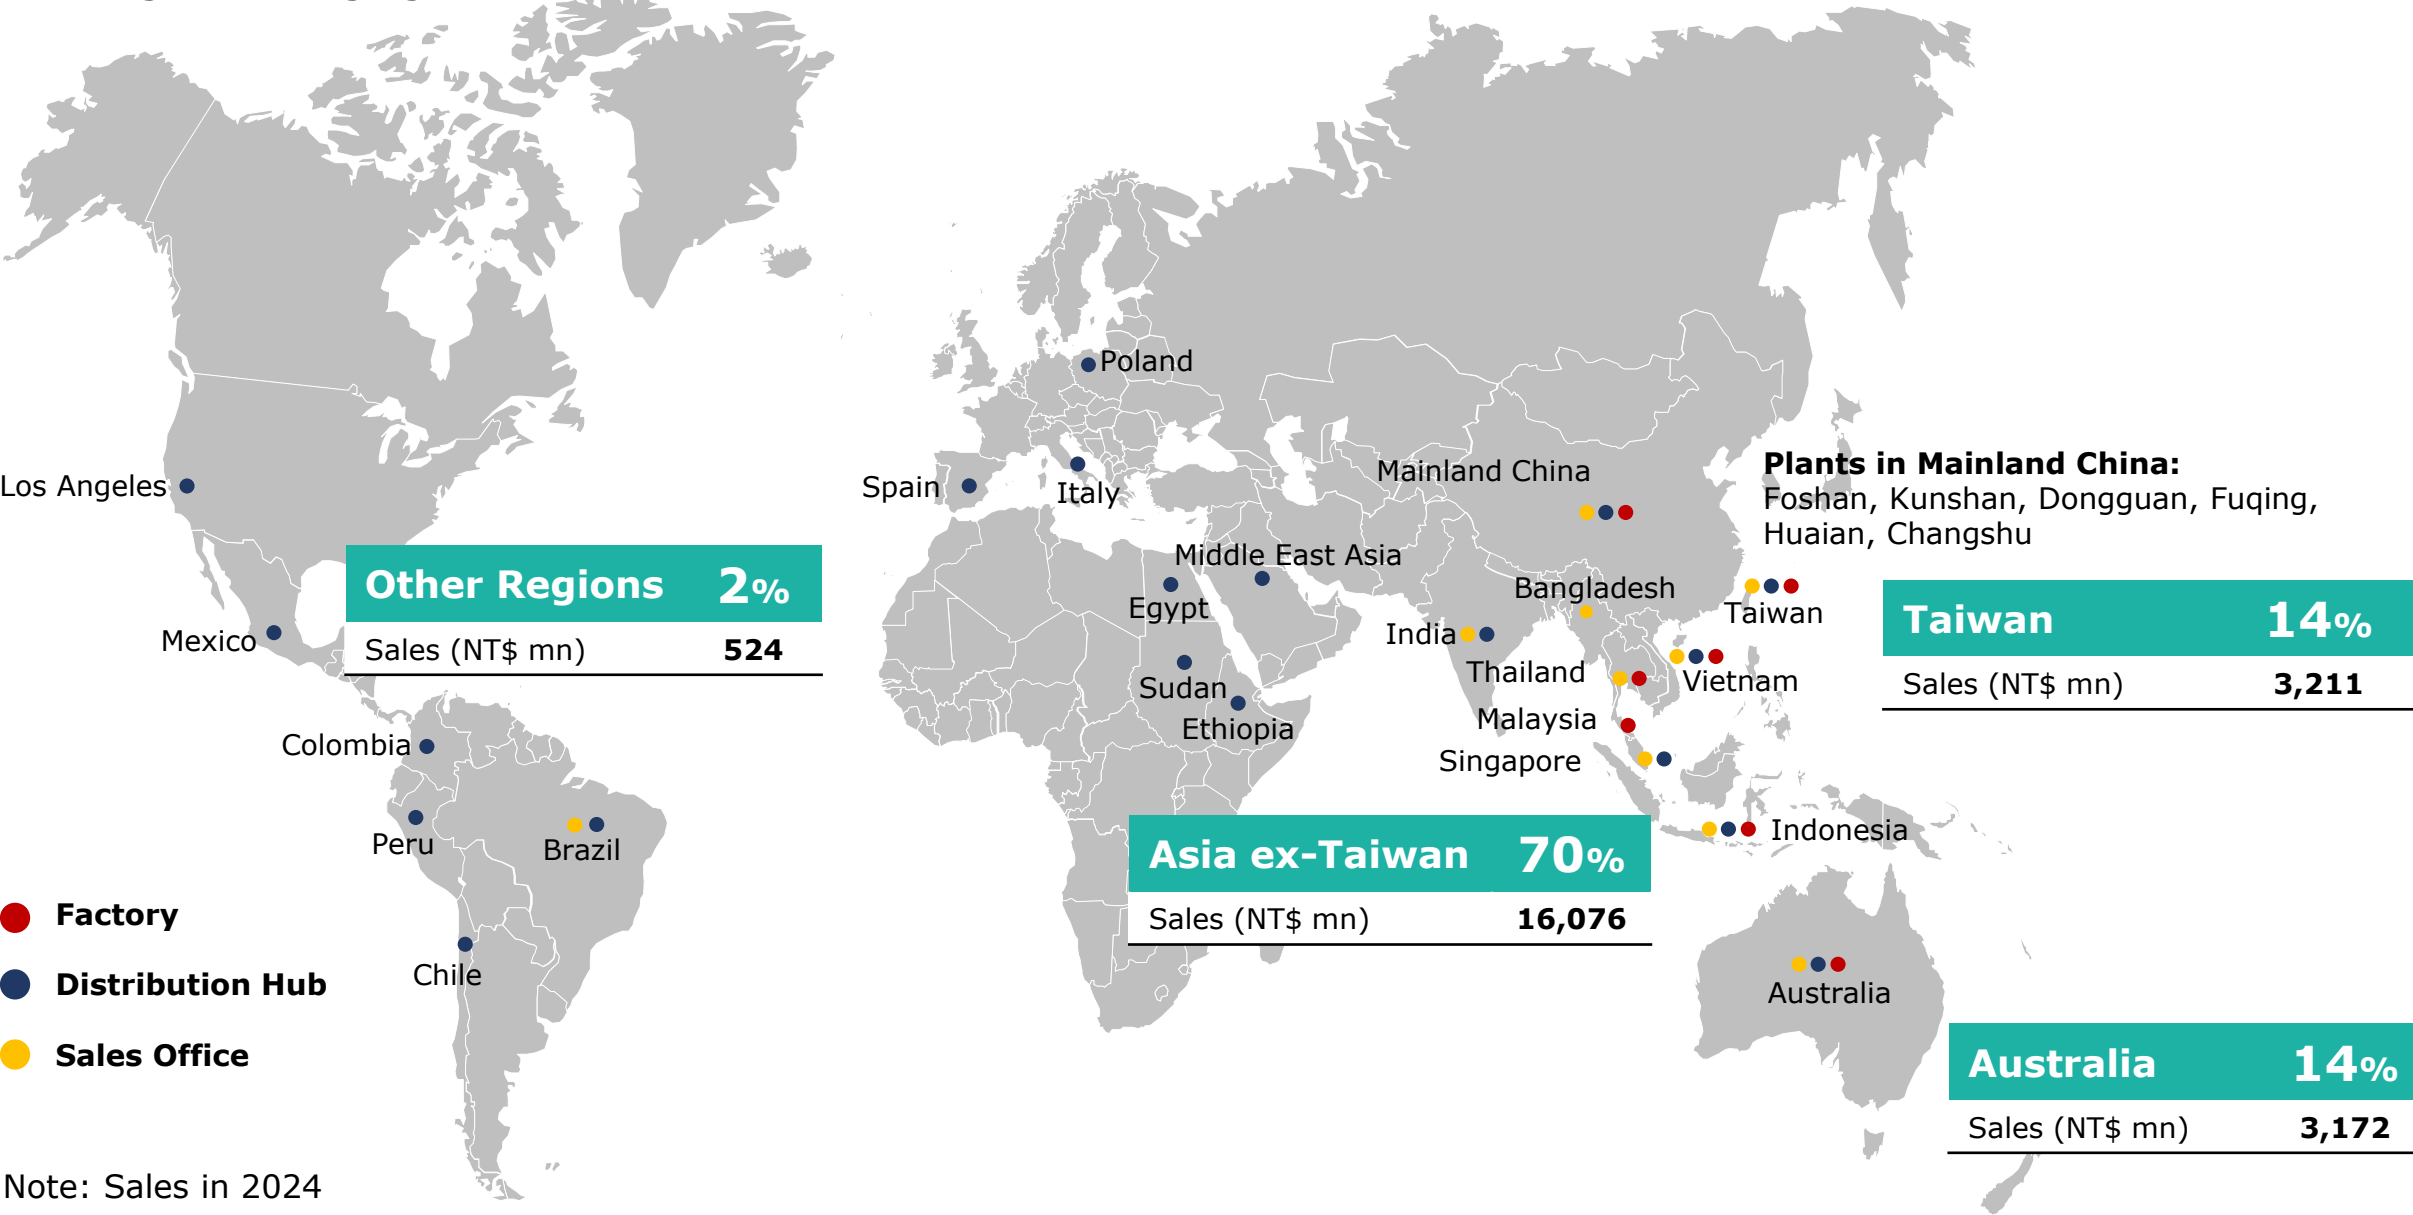 Poland
Mainland China
Plants in Mainland China:
Foshan, Kunshan, Dongguan, Fuqing,
Huaian, Changshu
Los Angeles
Spain
Italy
Middle East Asia
Other Regions 2%
Sales (NT$ mn) 524
Egypt
Bangladesh
Taiwan
Taiwan 14%
Sales (NT$ mn) 3,211
Mexico
India
Thailand
Vietnam
Sudan
Ethiopia
Malaysia
Singapore
Colombia
Peru
Brazil
Indonesia
Asia ex-Taiwan 70%
Sales (NT$ mn) 16,076
Factory
Distribution Hub
Sales Office
Chile
Australia
Australia 14%
Sales (NT$ mn) 3,172
Note: Sales in 2024